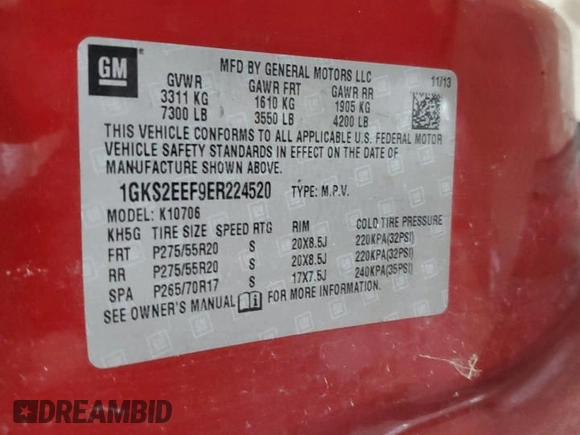 GM
MFD BY GENERAL MOTORS LLC
11/13
GVWR GAWR FRT GAWR RR
3311 KG 1610 KG 1905 KG
7300 LB 3550 LB 4200 LB
THIS VEHICLE CONFORMS TO ALL APPLICABLE U.S. FEDERAL MOTOR
VEHICLE SAFETY STANDARDS IN EFFECT ON THE DATE OF
MANUFACTURE SHOWN ABOVE.
1GKS2EEF9ER224520 TYPE: M.P.V.
MODEL: K10706
KH5G TIRE SIZE SPEED RTG RIM COLD TIRE PRESSURE
FRT P275/55R20 S 20X8.5J 220KPA(32PSI)
RR P275/55R20 S 20X8.5J 220KPA(32PSI)
SPA P265/70R17 S 17X7.5J 240KPA(35PSI)
SEE OWNER'S MANUAL FOR MORE INFORMATION.
DREAMBID